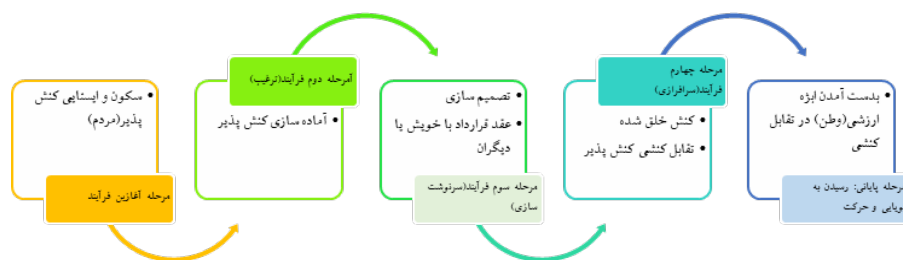 سکون و ایستایی کنش
پذیر(مردم)
مرحله آغازین فرآیند
آمرحله دوم فرآیند(ترغیب)
آماده سازی کنش پذیر
تصمیم سازی
عقد قرارداد با خویش یا
دیگران
مرحله سوم فرآیند(سرنوشت
سازی)
مرحله چهارم
فرآیند(سرافرازی)
کنش خلق شده
تقابل کنشی کنش پذیر
بدست آمدن ابژه
ارزشی(وطن) در تقابل
کنشی
مرحله پایانی: رسیدن به
پویایی و حرکت